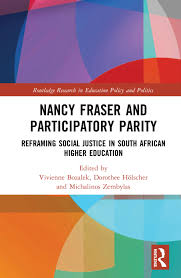 Routledge Research in Education Policy and Politics
NANCY FRASER AND
PARTICIPATORY PARITY
REFRAMING SOCIAL JUSTICE IN SOUTH AFRICAN
HIGHER EDUCATION
Edited by
Vivienne Bozalek, Dorothee Hölscher
and Michalinos Zembylas
R